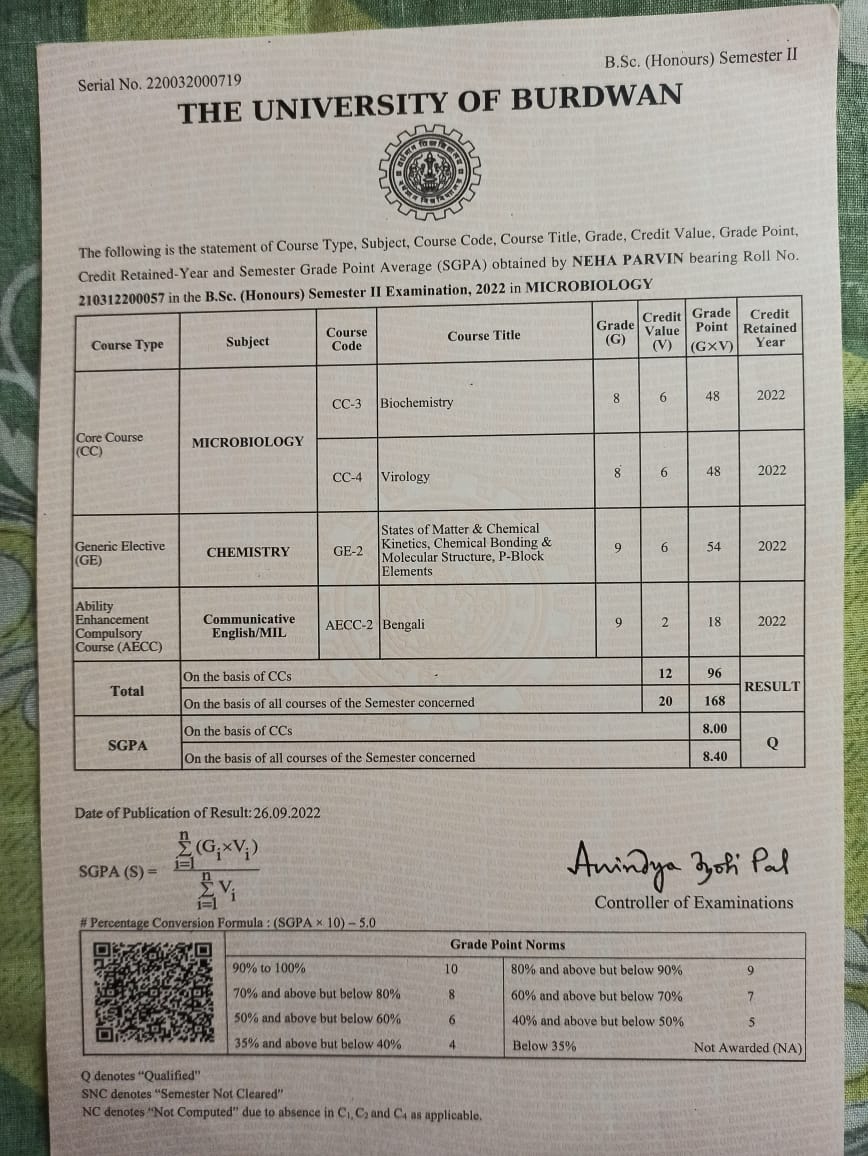 Serial No. 220032000719
B.Sc. (Honours) Semester II
THE UNIVERSITY OF BURDWAN
The following is the statement of Course Type, Subject, Course Code, Course Title, Grade, Credit Value, Grade Point,
Credit Retained-Year and Semester Grade Point Average (SGPA) obtained by NEHA PARVIN bearing Roll No.
210312200057 in the B.Sc. (Honours) Semester II Examination, 2022 in MICROBIOLOGY
Course Type Subject Course Code Course Title Grade (G) Credit Value (V) Grade Point (G×V) Credit Retained Year
Core Course (CC) MICROBIOLOGY
CC-3 Biochemistry 8 6 48 2022
CC-4 Virology 8 6 48 2022
Generic Elective (GE) CHEMISTRY GE-2 States of Matter & Chemical Kinetics, Chemical Bonding & Molecular Structure, P-Block Elements 9 6 54 2022
Ability Enhancement Compulsory Course (AECC) Communicative English/MIL AECC-2 Bengali 9 2 18 2022
Total On the basis of CCs 12 96 RESULT
On the basis of all courses of the Semester concerned 20 168
SGPA On the basis of CCs 8.00 Q
On the basis of all courses of the Semester concerned 8.40
Date of Publication of Result: 26.09.2022
SGPA (S) = n Σ i=1 (Gi×Vi) / n Σ i=1 Vi
Anindya Jyoti Pal
Controller of Examinations
# Percentage Conversion Formula : (SGPA × 10) – 5.0
Grade Point Norms
90% to 100% 10 80% and above but below 90% 9
70% and above but below 80% 8 60% and above but below 70% 7
50% and above but below 60% 6 40% and above but below 50% 5
35% and above but below 40% 4 Below 35% Not Awarded (NA)
Q denotes "Qualified"
SNC denotes "Semester Not Cleared"
NC denotes "Not Computed" due to absence in C1, C2 and C4 as applicable.